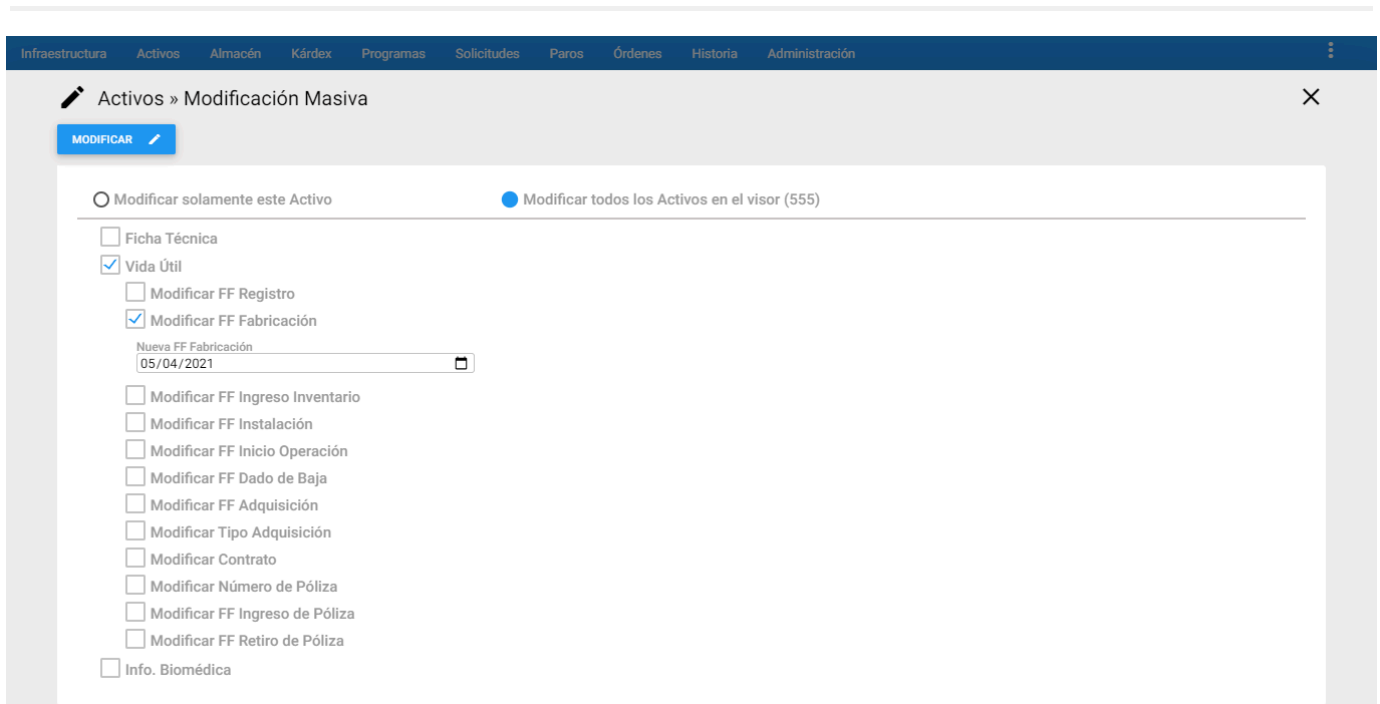 Infraestructura Activos Almacén Kárdex Programas Solicitudes Paros Órdenes Historia Administración
Activos » Modificación Masiva
MODIFICAR
Modificar solamente este Activo Modificar todos los Activos en el visor (555)
Ficha Técnica
Vida Útil
Modificar FF Registro
Modificar FF Fabricación
Nueva FF Fabricación
05/04/2021
Modificar FF Ingreso Inventario
Modificar FF Instalación
Modificar FF Inicio Operación
Modificar FF Dado de Baja
Modificar FF Adquisición
Modificar Tipo Adquisición
Modificar Contrato
Modificar Número de Póliza
Modificar FF Ingreso de Póliza
Modificar FF Retiro de Póliza
Info. Biomédica